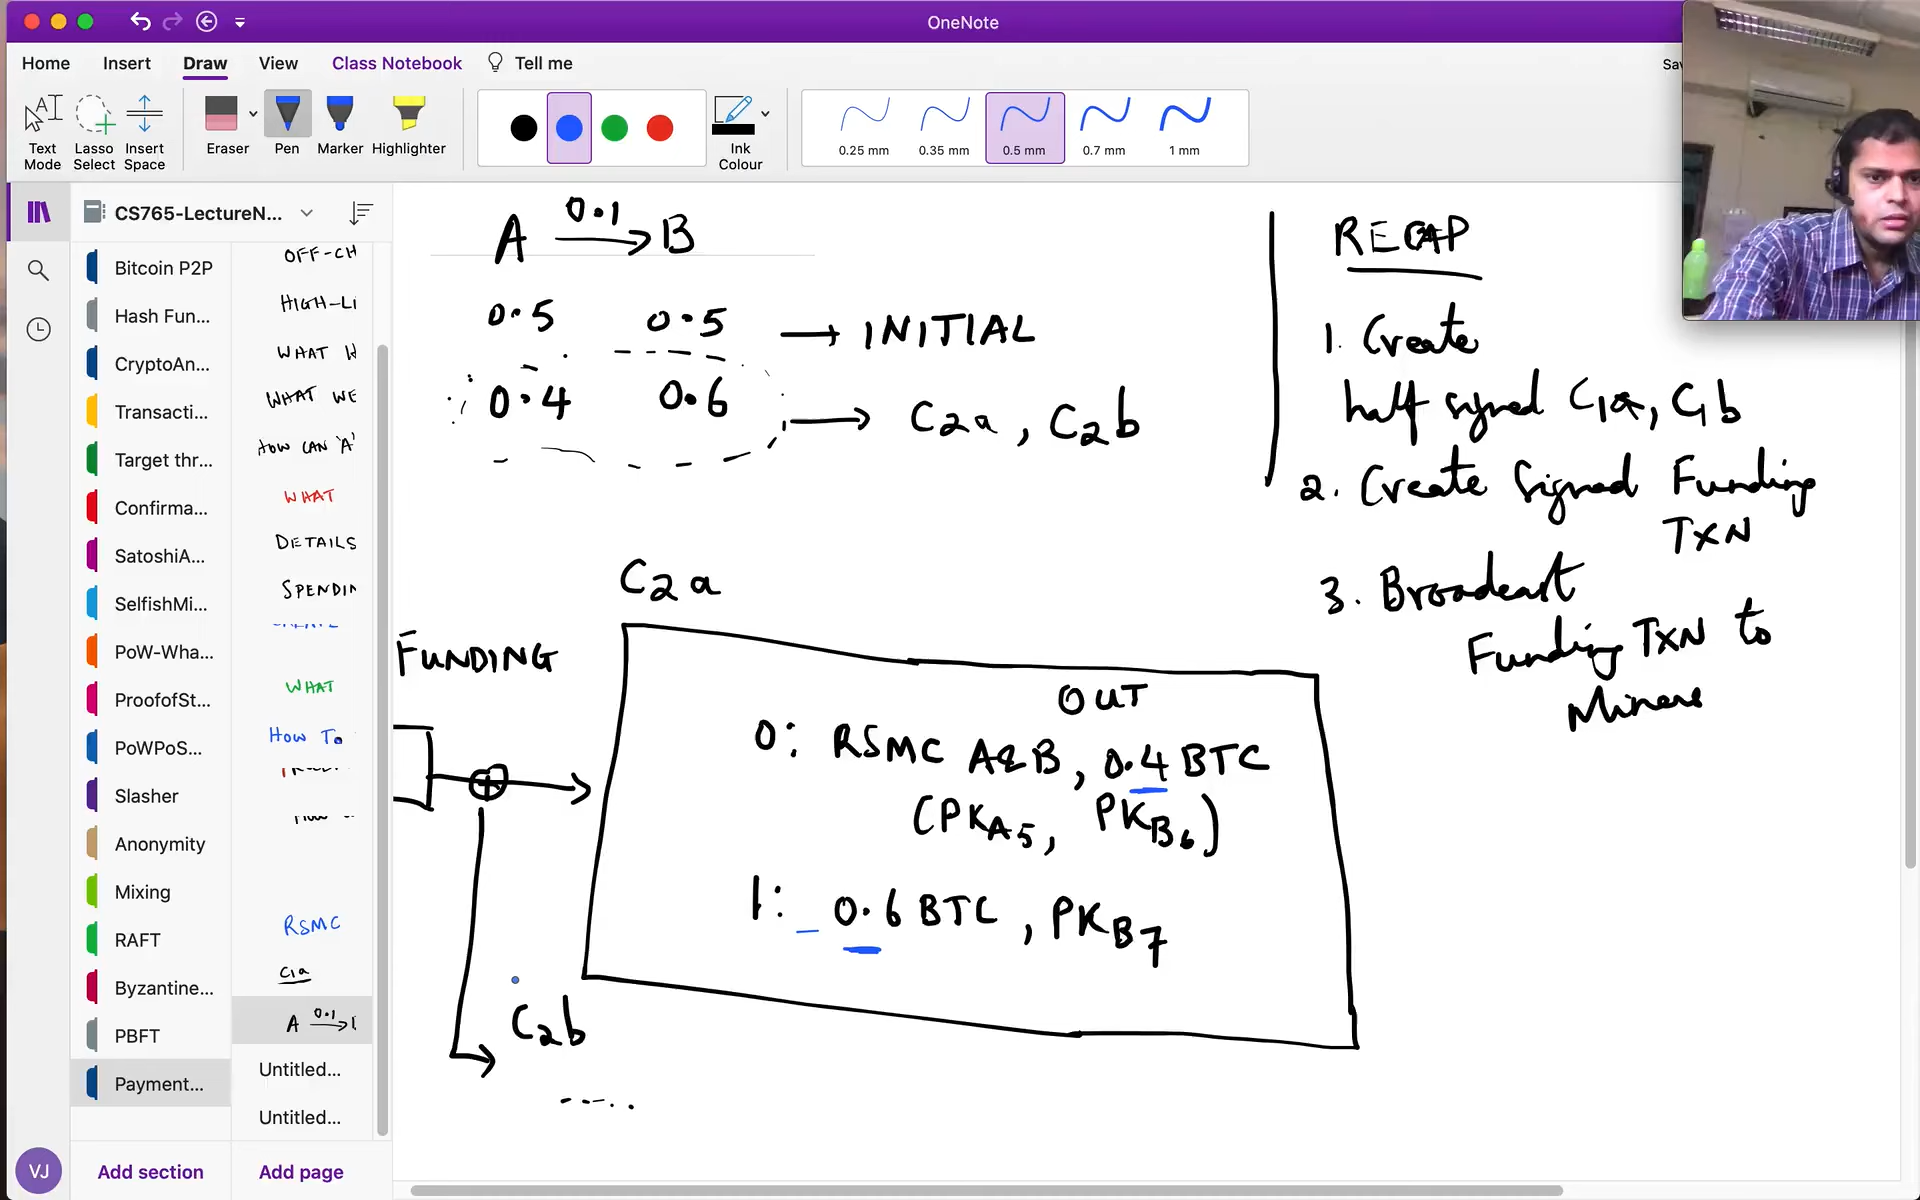 OneNote
Home Insert Draw View Class Notebook Tell me
Text Mode
Lasso Select
Insert Space
Eraser
Pen
Marker
Highlighter
Ink Colour
0.25 mm
0.35 mm
0.5 mm
0.7 mm
1 mm
CS765-LectureN...
Bitcoin P2P
Hash Fun...
CryptoAn...
Transacti...
Target thr...
Confirma...
SatoshiA...
SelfishMi...
PoW-Wha...
ProofofSt...
PoWPoS...
Slasher
Anonymity
Mixing
RAFT
Byzantine...
PBFT
Payment...
Add section
OFF-CH
HIGH-LI
WHAT H
WHAT WE
HOW CAN 'A'
WHAT
DETAILS
SPENDIN
WHAT
HOW TO
RSMC
C1a
A 0.1 →
Untitled...
Untitled...
Add page
VJ
A 0.1 → B
0.5 0.5 → INITIAL
0.4 0.6 → C2a, C2b
C2a
FUNDING
OUT
0: RSMC A&B, 0.4 BTC
(PKA5, PKB6)
1: 0.6 BTC, PKB7
C2b
RECAP
1. Create
half signed C1a, C1b
2. Create Signed Funding
TXN
3. Broadcast
Funding TXN to
Miners